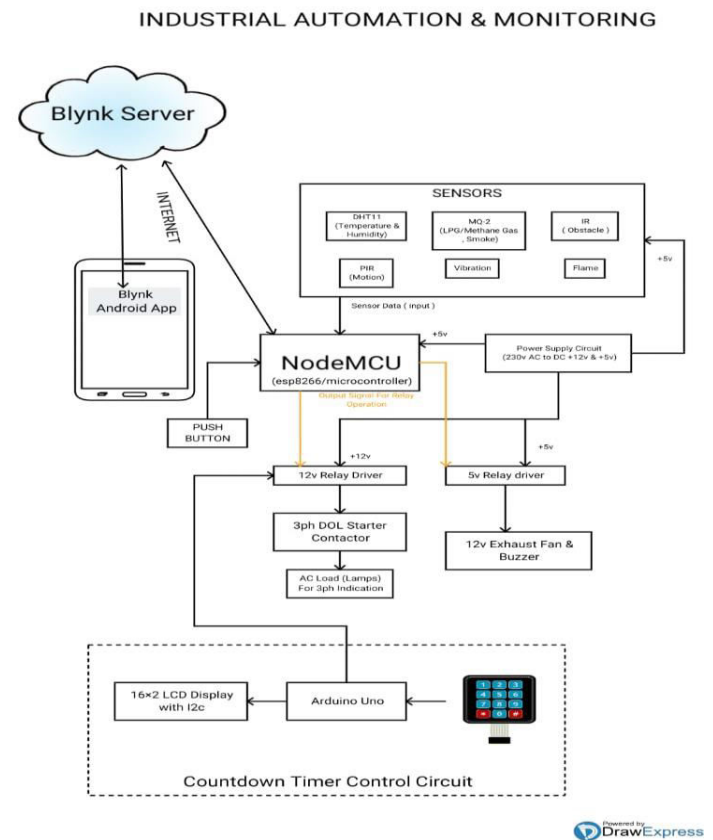 INDUSTRIAL AUTOMATION & MONITORING
Blynk Server
INTERNET
Blynk
Android App
SENSORS
DHT11
(Temperature &
Humidity)
MQ-2
(LPG/Methane Gas
, Smoke)
IR
( Obstacle )
PIR
(Motion)
Vibration
Flame
+5v
Sensor Data ( input )
+5v
NodeMCU
(esp8266/microcontroller)
Power Supply Circuit
(230v AC to DC +12v & +5v)
Output Signal For Relay
Operation
PUSH
BUTTON
+12v
+5v
12v Relay Driver
5v Relay driver
3ph DOL Starter
Contactor
12v Exhaust Fan &
Buzzer
AC Load (Lamps)
For 3ph Indication
16×2 LCD Display
with I2c
Arduino Uno
1 2 3
4 5 6
7 8 9
* 0 #
Countdown Timer Control Circuit
Powered by
DrawExpress